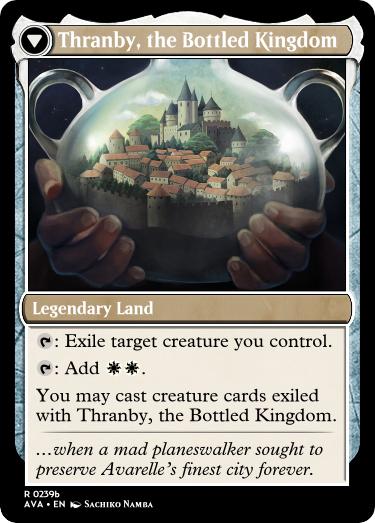 Thranby, the Bottled Kingdom
Legendary Land
: Exile target creature you control.
: Add .
You may cast creature cards exiled
with Thranby, the Bottled Kingdom.
…when a mad planeswalker sought to
preserve Avarelle's finest city forever.
R 0239b
AVA • EN Sachiko Namba